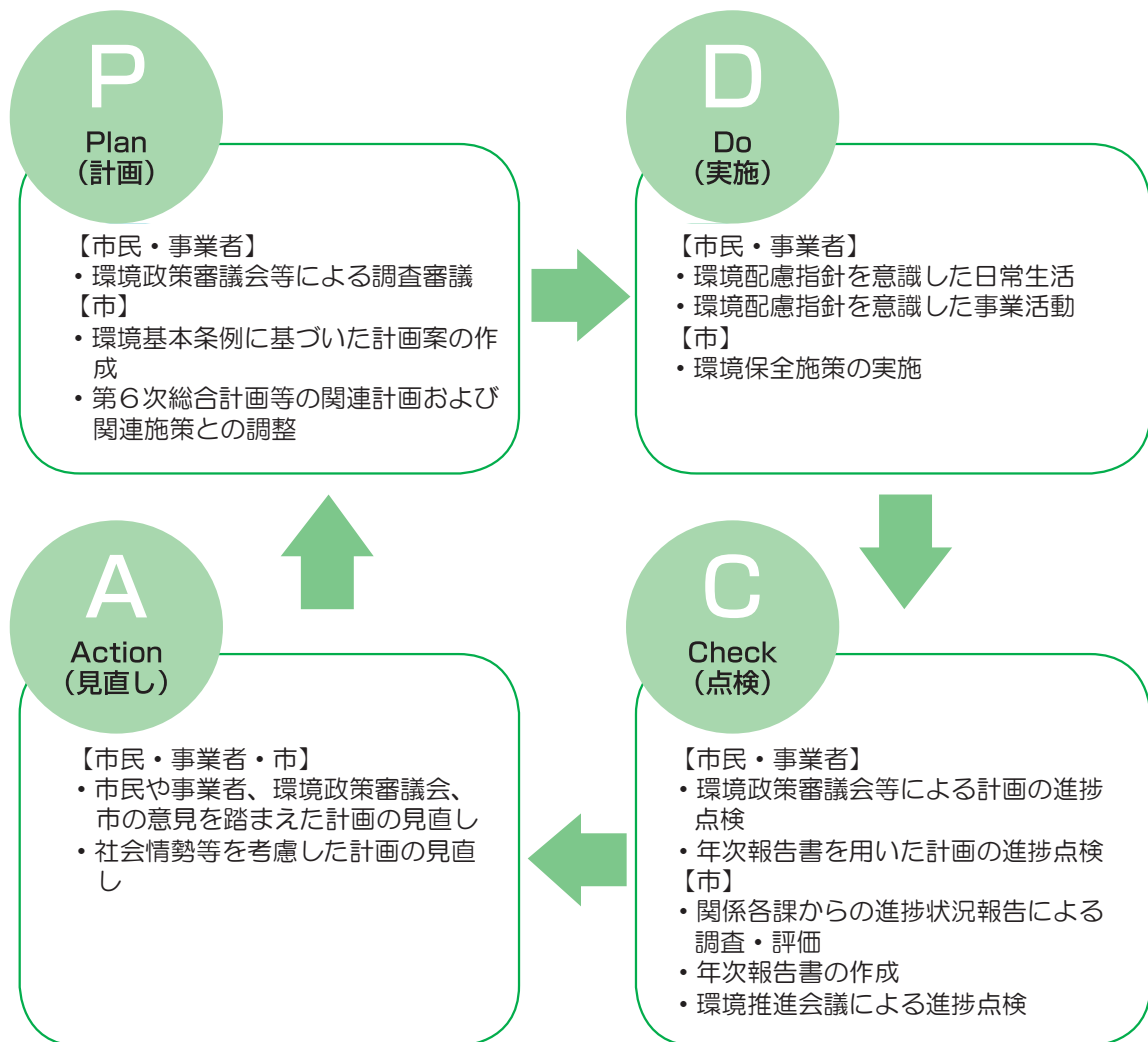 P
Plan
（計画）
【市民・事業者】
・環境政策審議会等による調査審議
【市】
・環境基本条例に基づいた計画案の作
成
・第６次総合計画等の関連計画および
関連施策との調整
D
Do
（実施）
【市民・事業者】
・環境配慮指針を意識した日常生活
・環境配慮指針を意識した事業活動
【市】
・環境保全施策の実施
C
Check
（点検）
【市民・事業者】
・環境政策審議会等による計画の進捗
点検
・年次報告書を用いた計画の進捗点検
【市】
・関係各課からの進捗状況報告による
調査・評価
・年次報告書の作成
・環境推進会議による進捗点検
A
Action
（見直し）
【市民・事業者・市】
・市民や事業者、環境政策審議会、
市の意見を踏まえた計画の見直し
・社会情勢等を考慮した計画の見直
し